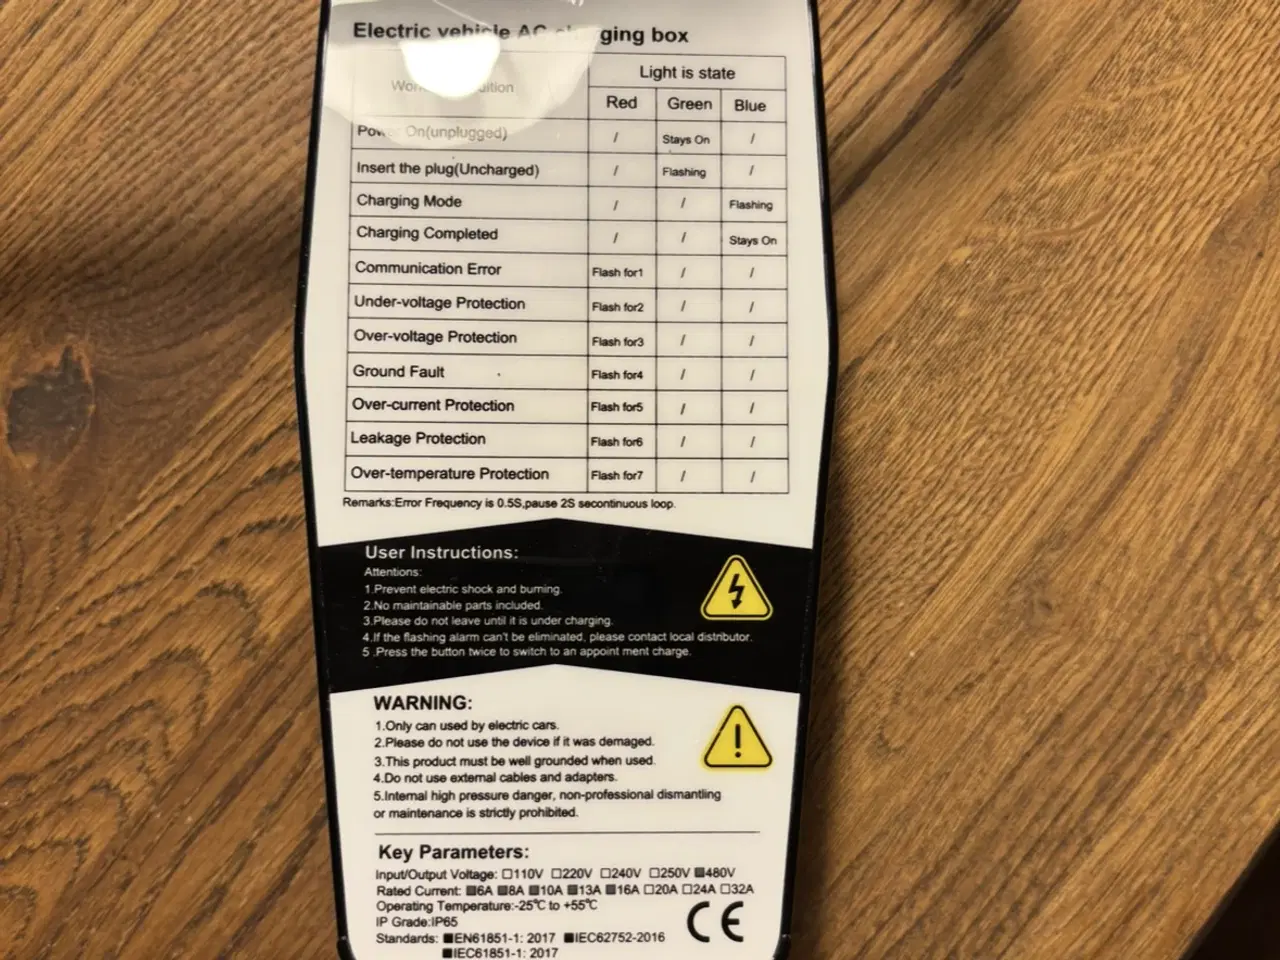 Electric vehicle AC charging box
Working condition
Light is state
Red Green Blue
Power On(unplugged) / Stays On /
Insert the plug(Uncharged) / Flashing /
Charging Mode / / Flashing
Charging Completed / / Stays On
Communication Error Flash for1 / /
Under-voltage Protection Flash for2 / /
Over-voltage Protection Flash for3 / /
Ground Fault Flash for4 / /
Over-current Protection Flash for5 / /
Leakage Protection Flash for6 / /
Over-temperature Protection Flash for7 / /
Remarks:Error Frequency is 0.5S,pause 2S secontinuous loop.
User Instructions:
Attentions:
1.Prevent electric shock and burning.
2.No maintainable parts included.
3.Please do not leave until it is under charging.
4.If the flashing alarm can't be eliminated, please contact local distributor.
5 .Press the button twice to switch to an appoint ment charge.
WARNING:
1.Only can used by electric cars.
2.Please do not use the device if it was damaged.
3.This product must be well grounded when used.
4.Do not use external cables and adapters.
5.Internal high pressure danger, non-professional dismantling
or maintenance is strictly prohibited.
Key Parameters:
Input/Output Voltage: ☐110V ☐220V ☐240V ☐250V ■480V
Rated Current: ■6A ■8A ■10A ■13A ■16A ☐20A ☐24A ☐32A
Operating Temperature:-25℃ to +55℃
IP Grade:IP65
CE
Standards: ■EN61851-1: 2017 ■IEC62752-2016
■IEC61851-1: 2017